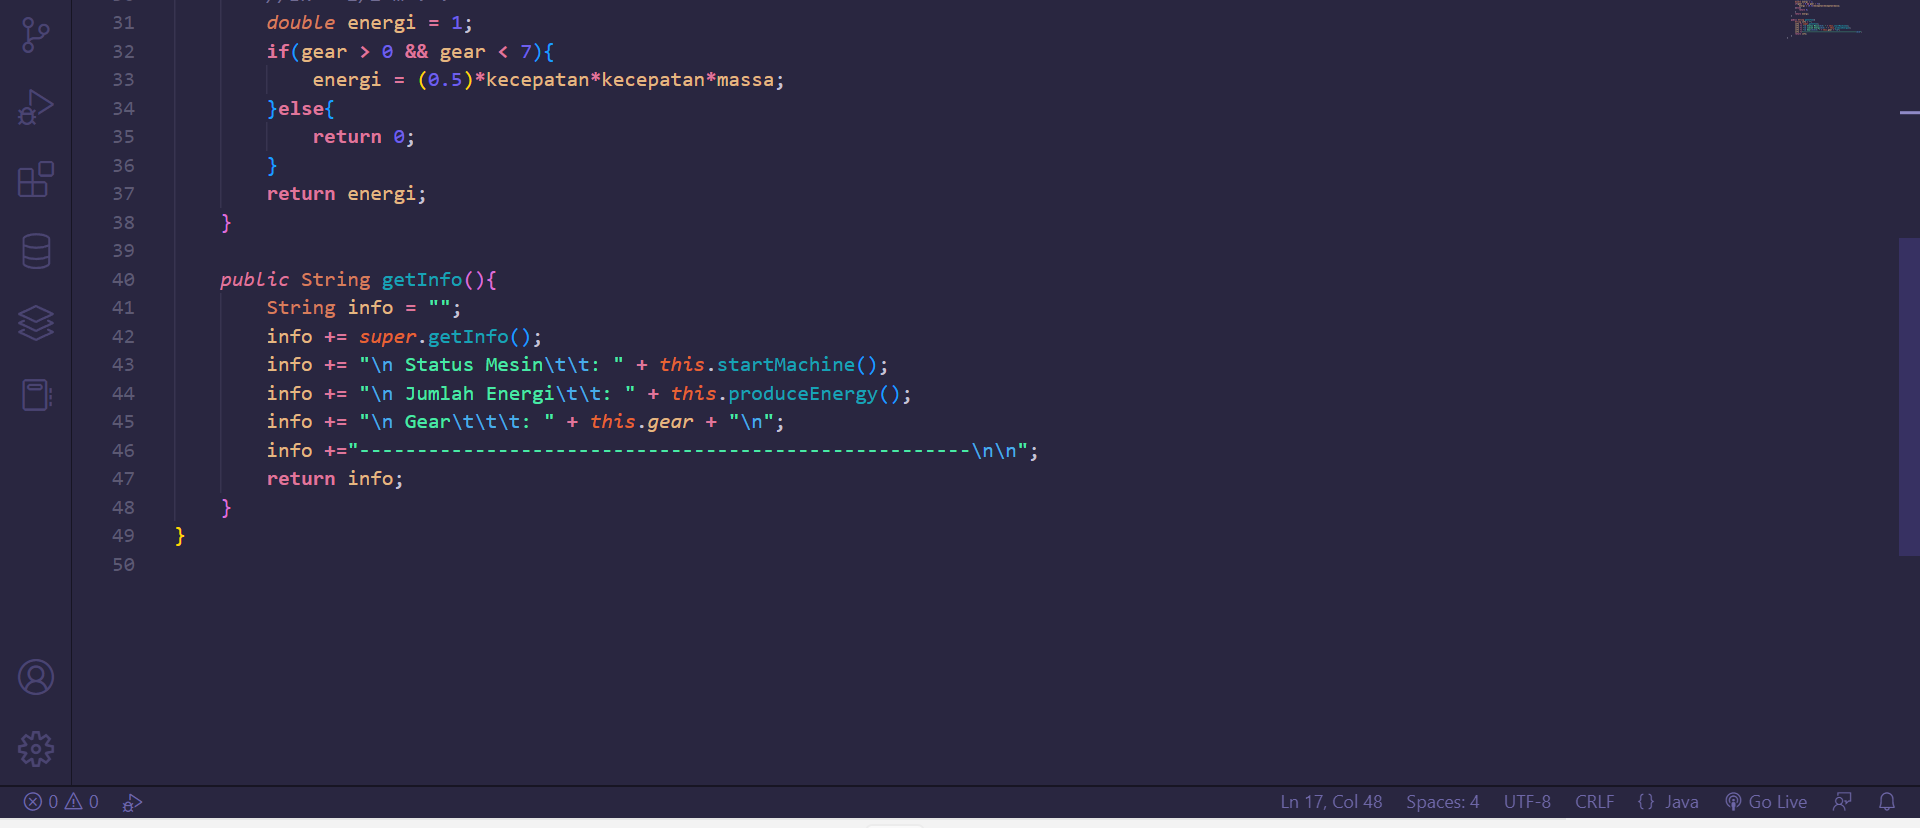 31 double energi = 1;
32 if(gear > 0 && gear < 7){
33 energi = (0.5)*kecepatan*kecepatan*massa;
34 }else{
35 return 0;
36 }
37 return energi;
38 }
39
40 public String getInfo(){
41 String info = "";
42 info += super.getInfo();
43 info += "\n Status Mesin\t\t: " + this.startMachine();
44 info += "\n Jumlah Energi\t\t: " + this.produceEnergy();
45 info += "\n Gear\t\t\t: " + this.gear + "\n";
46 info +="-----------------------------------------------------\n\n";
47 return info;
48 }
49 }
50
0 0 Ln 17, Col 48 Spaces: 4 UTF-8 CRLF {} Java Go Live